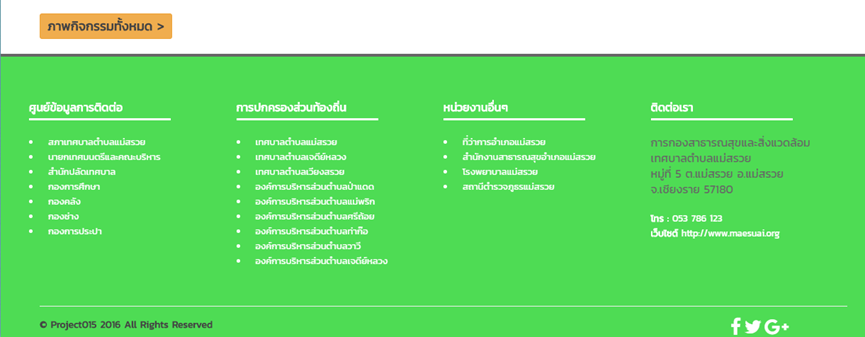 ภาพกิจกรรมทั้งหมด >
ศูนย์ข้อมูลการติดต่อ
สภาเทศบาลตำบลแม่สรวย
นายกเทศมนตรีและคณะบริหาร
สำนักปลัดเทศบาล
กองการศึกษา
กองคลัง
กองช่าง
กองการประปา
การปกครองส่วนท้องถิ่น
เทศบาลตำบลแม่สรวย
เทศบาลตำบลเจดีย์หลวง
เทศบาลตำบลเวียงสรวย
องค์การบริหารส่วนตำบลป่าแดด
องค์การบริหารส่วนตำบลแม่พริก
องค์การบริหารส่วนตำบลศรีถ้อย
องค์การบริหารส่วนตำบลท่าก๊อ
องค์การบริหารส่วนตำบลวาวี
องค์การบริหารส่วนตำบลเจดีย์หลวง
หน่วยงานอื่นๆ
ที่ว่าการอำเภอแม่สรวย
สำนักงานสาธารณสุขอำเภอแม่สรวย
โรงพยาบาลแม่สรวย
สถานีตำรวจภูธรแม่สรวย
ติดต่อเรา
การกองสาธารณสุขและสิ่งแวดล้อม
เทศบาลตำบลแม่สรวย
หมู่ที่ 5 ต.แม่สรวย อ.แม่สรวย
จ.เชียงราย 57180
โทร : 053 786 123
เว็บไซต์ http://www.maesuai.org
© Project015 2016 All Rights Reserved